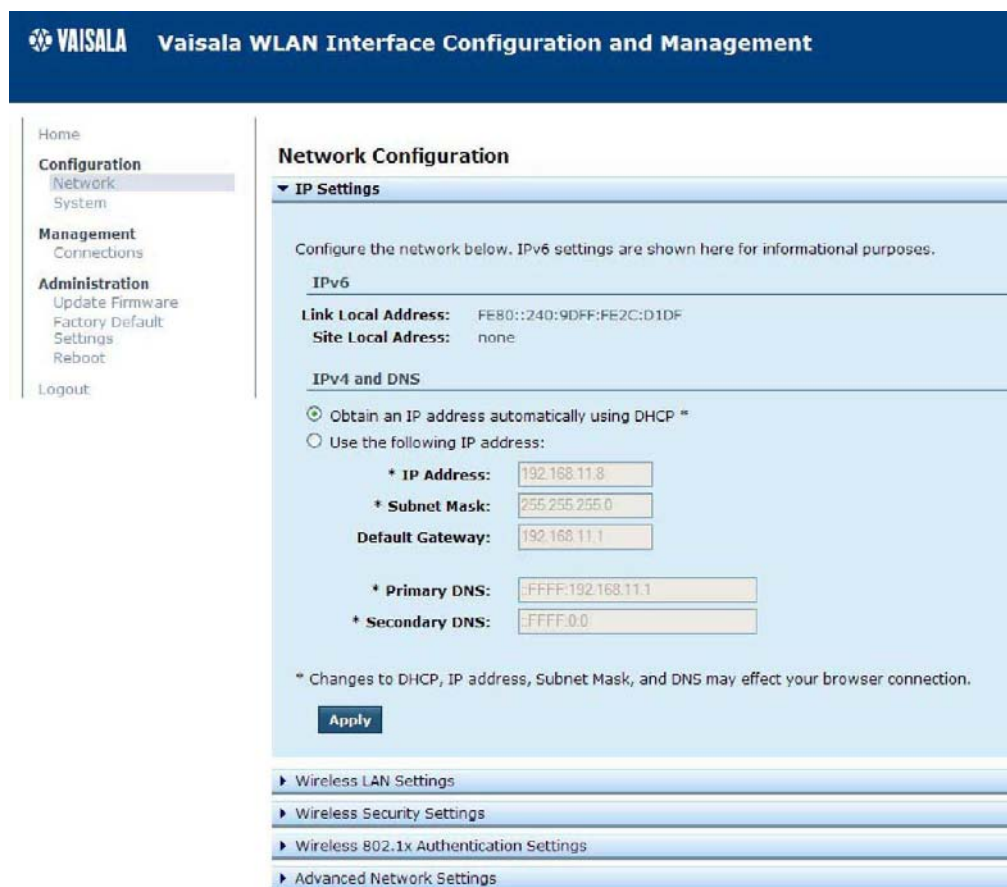 VAISALA Vaisala WLAN Interface Configuration and Management
Home
Configuration
Network
System
Management
Connections
Administration
Update Firmware
Factory Default
Settings
Reboot
Logout
Network Configuration
IP Settings
Configure the network below. IPv6 settings are shown here for informational purposes.
IPv6
Link Local Address: FE80::240:9DFF:FE2C:D1DF
Site Local Adress: none
IPv4 and DNS
Obtain an IP address automatically using DHCP *
Use the following IP address:
* IP Address: 192.168.11.8
* Subnet Mask: 255.255.255.0
Default Gateway: 192.168.11.1
* Primary DNS: ::FFFF:192.168.11.1
* Secondary DNS: ::FFFF:0:0
* Changes to DHCP, IP address, Subnet Mask, and DNS may effect your browser connection.
Apply
Wireless LAN Settings
Wireless Security Settings
Wireless 802.1x Authentication Settings
Advanced Network Settings